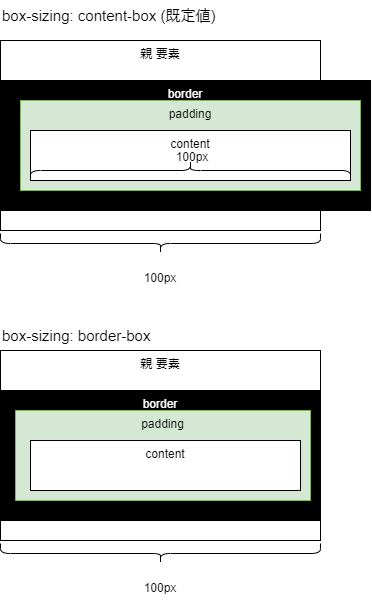 box-sizing: content-box (既定値)
親 要素
border
padding
content
100px
100px
box-sizing: border-box
親 要素
border
padding
content
100px